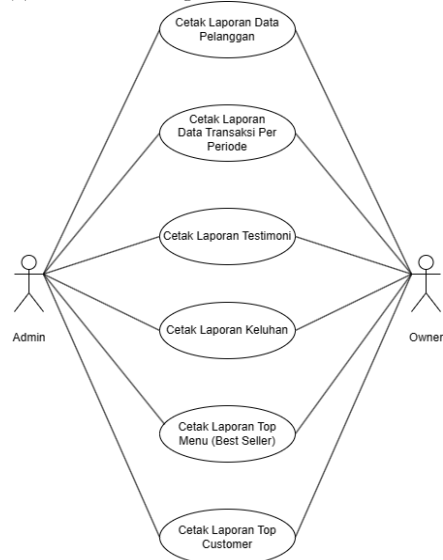 Cetak Laporan Data
Pelanggan
Cetak Laporan
Data Transaksi Per
Periode
Cetak Laporan Testimoni
Admin
Owner
Cetak Laporan Keluhan
Cetak Laporan Top
Menu (Best Seller)
Cetak Laporan Top
Customer